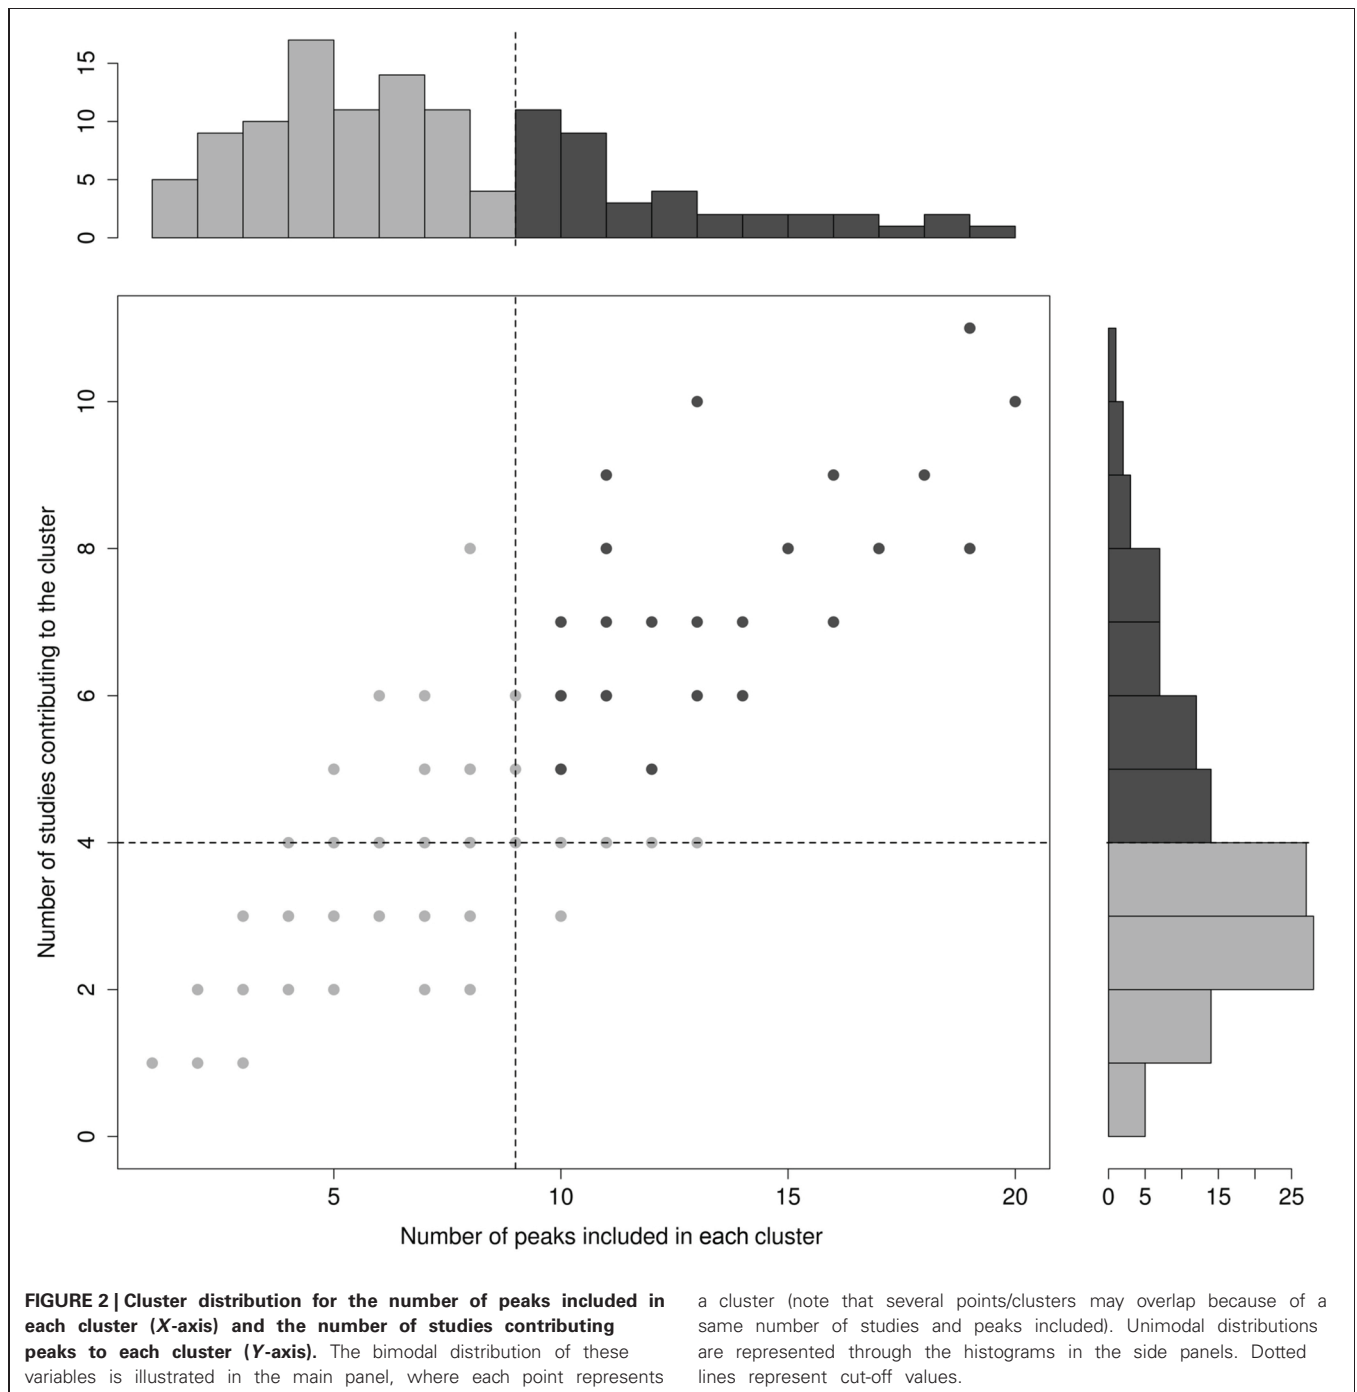 15
10
5
0
10
8
6
4
2
0
Number of studies contributing to the cluster
5
10
15
20
Number of peaks included in each cluster
0
5
15
25
FIGURE 2 | Cluster distribution for the number of peaks included in
each cluster (X-axis) and the number of studies contributing
peaks to each cluster (Y-axis). The bimodal distribution of these
variables is illustrated in the main panel, where each point represents
a cluster (note that several points/clusters may overlap because of a
same number of studies and peaks included). Unimodal distributions
are represented through the histograms in the side panels. Dotted
lines represent cut-off values.